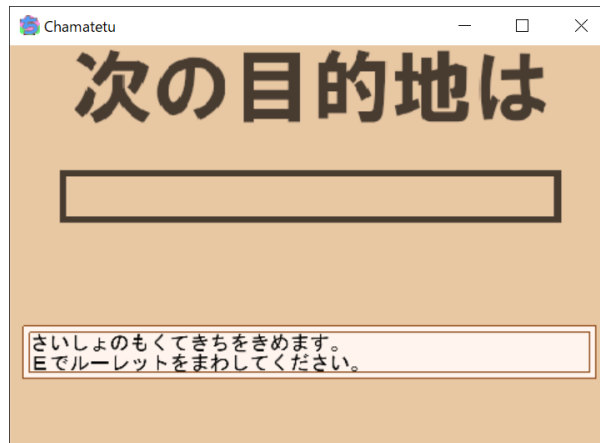 Chamatetu
次の目的地は
さいしょのもくてきちをきめます。
Eでルーレットをまわしてください。